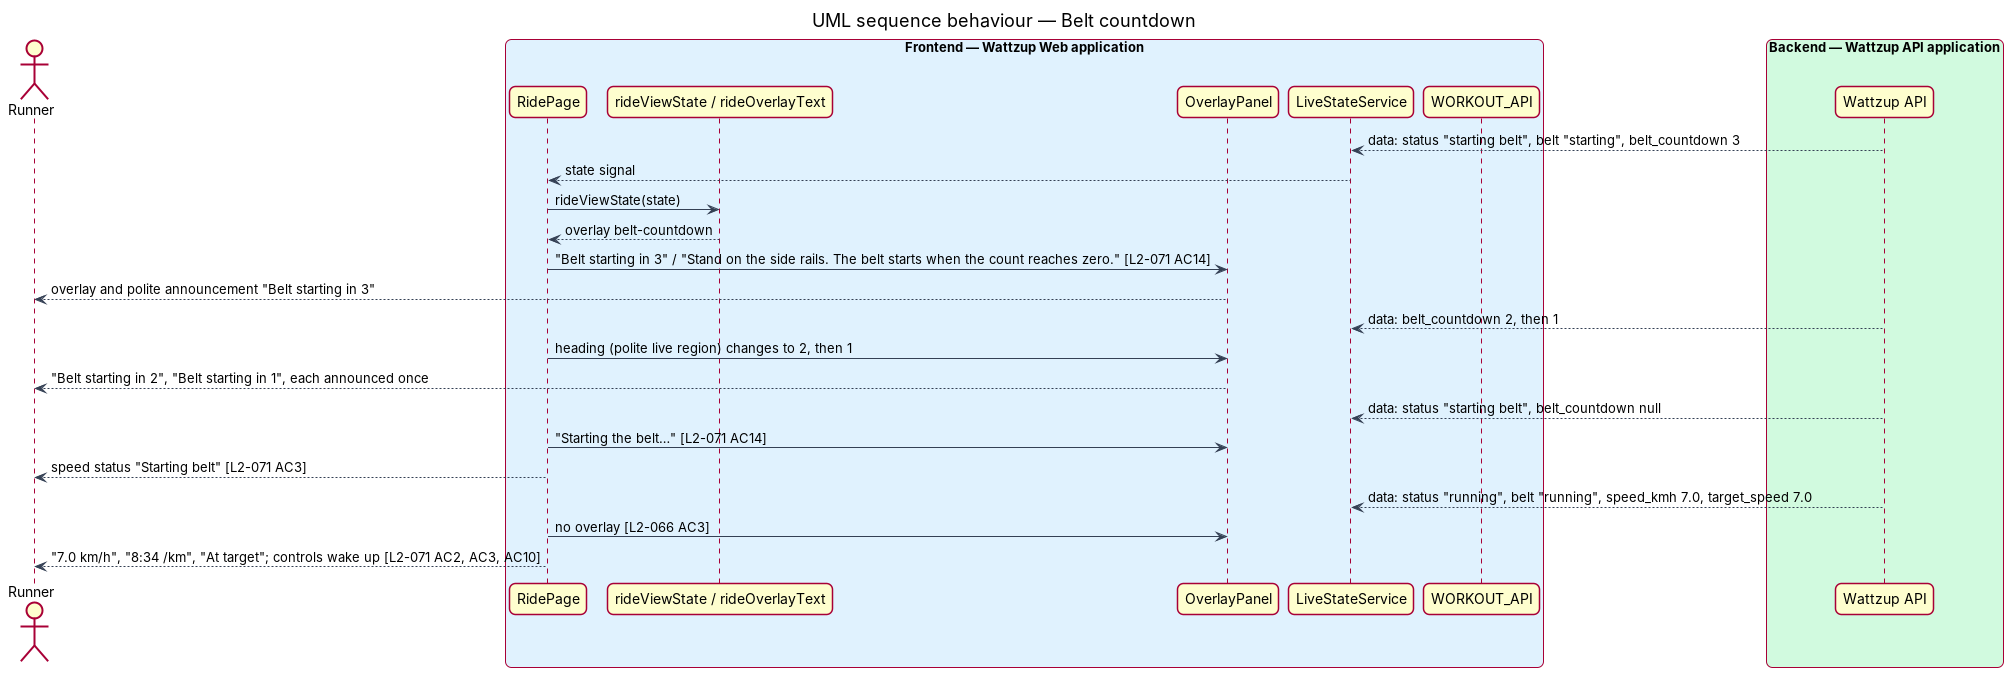 UML sequence behaviour — Belt countdown
Frontend — Wattzup Web application
Backend — Wattzup API application
Runner
RidePage
rideViewState / rideOverlayText
OverlayPanel
LiveStateService
WORKOUT_API
Wattzup API
data: status "starting belt", belt "starting", belt_countdown 3
state signal
rideViewState(state)
overlay belt-countdown
"Belt starting in 3" / "Stand on the side rails. The belt starts when the count reaches zero." [L2-071 AC14]
overlay and polite announcement "Belt starting in 3"
data: belt_countdown 2, then 1
heading (polite live region) changes to 2, then 1
"Belt starting in 2", "Belt starting in 1", each announced once
data: status "starting belt", belt_countdown null
"Starting the belt..." [L2-071 AC14]
speed status "Starting belt" [L2-071 AC3]
data: status "running", belt "running", speed_kmh 7.0, target_speed 7.0
no overlay [L2-066 AC3]
"7.0 km/h", "8:34 /km", "At target"; controls wake up [L2-071 AC2, AC3, AC10]
Runner
RidePage
rideViewState / rideOverlayText
OverlayPanel
LiveStateService
WORKOUT_API
Wattzup API